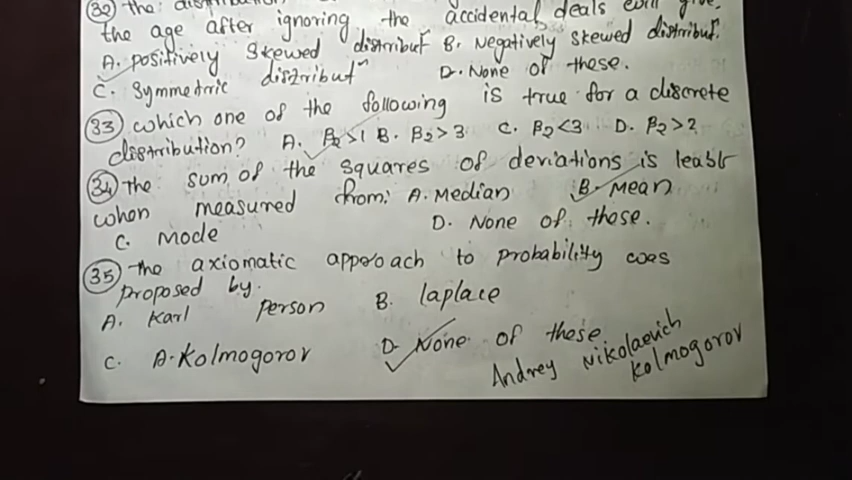 (32) the distribution
the age after ignoring the accidental deals will give.
A. positively skewed distribut B. Negatively skewed distribut.
C. Symmetric distributn D. None of these.
(33) which one of the following is true for a discrete
distribution? A. β2>1 B. β2>3 C. β2<3 D. β2>2
(34) The sum of the squares of deviations is least
when measured from: A. Median B. Mean
C. Mode D. None of those.
(35) The axiomatic approach to probability was
proposed by.
A. Karl Person B. laplace
C. A. Kolmogorov D. None of these
Andrey Nikolaevich
Kolmogorov